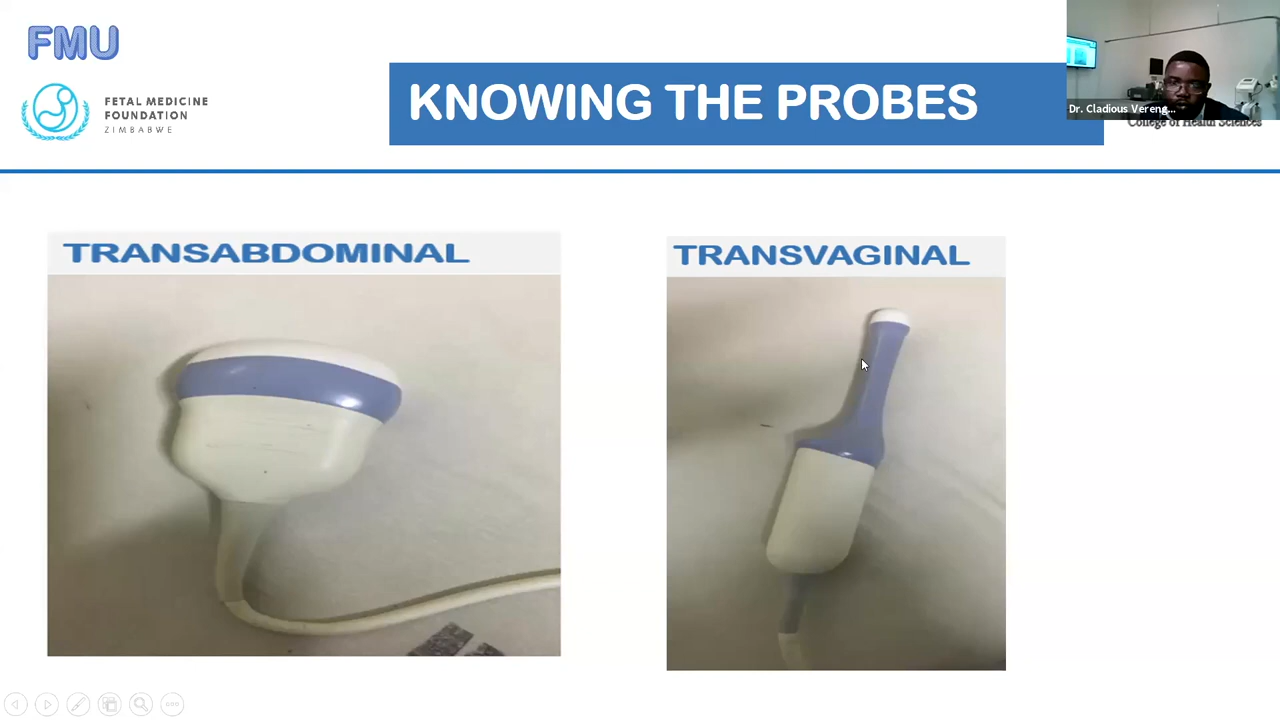 FMU
FETAL MEDICINE
FOUNDATION
ZIMBABWE
KNOWING THE PROBES
Dr. Cladious Vereng...
College of Health Sciences
TRANSABDOMINAL
TRANSVAGINAL